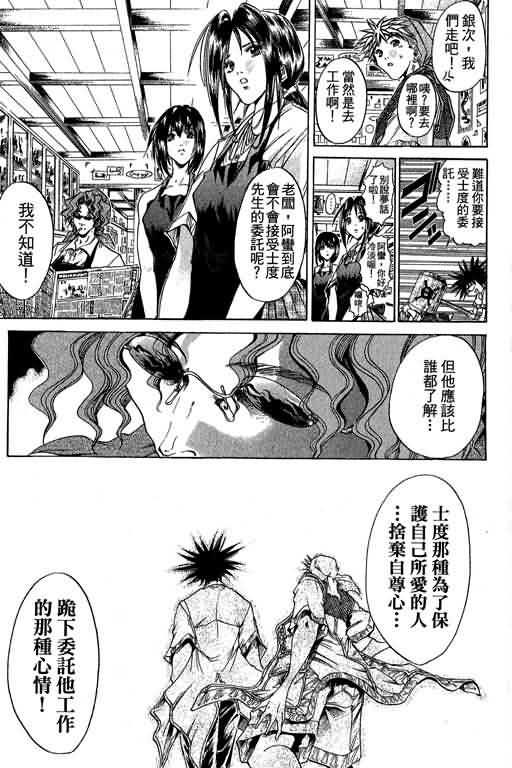 銀次，我
們走吧！
咦？要去
哪裡啊？
當然是去
工作啊！
難道你要接
受士度的委
託……
別說夢話
了啦！
阿蠻，你好
冷淡喔！
老闆，阿蠻到底
會不會接受士度
先生的委託呢？
我不知道！
但他應該比
誰都了解…
士度那種為了保
護自己所愛的人
…捨棄自尊心…
跪下委託他工作
的那種心情！